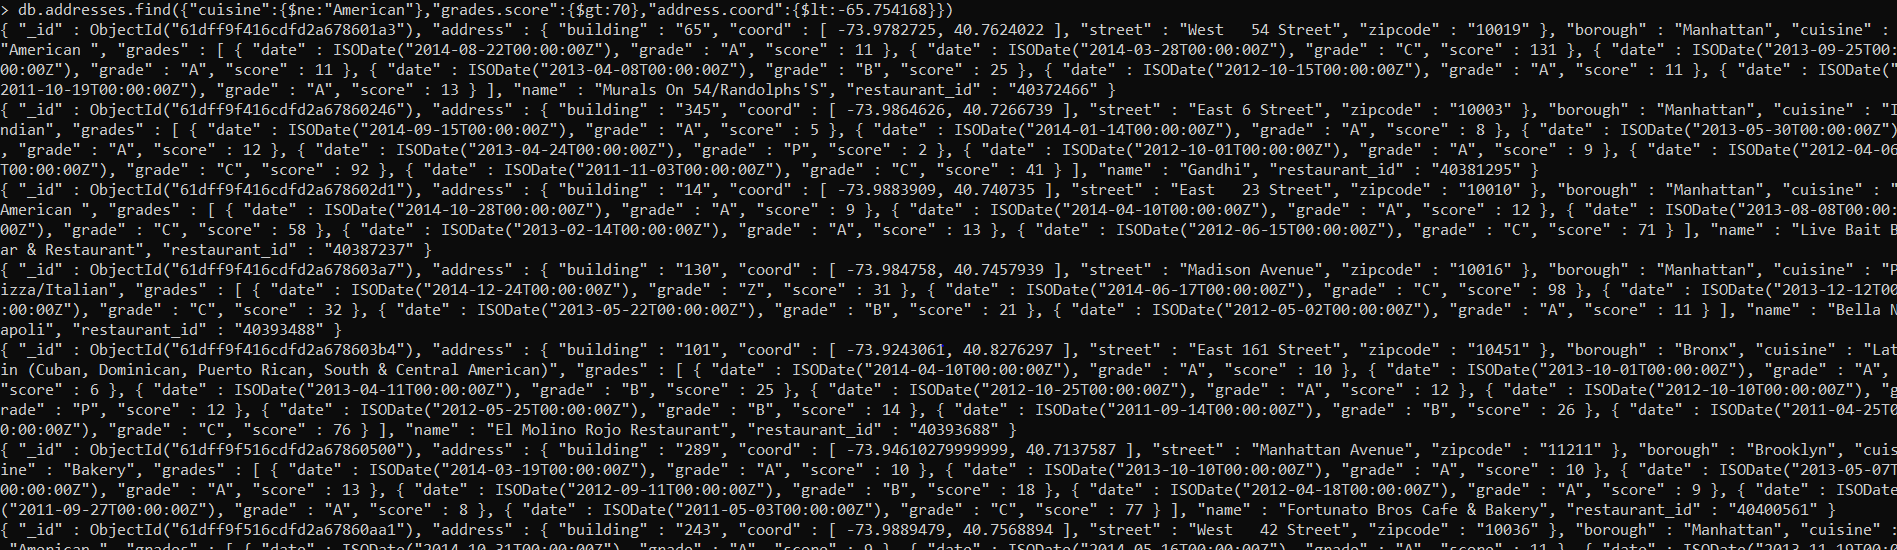 > db.addresses.find({"cuisine":{$ne:"American"},"grades.score":{$gt:70},"address.coord":{$lt:-65.754168}})
{ "_id" : ObjectId("61dff9f416cdfd2a678601a3"), "address" : { "building" : "65", "coord" : [ -73.9782725, 40.7624022 ], "street" : "West   54 Street", "zipcode" : "10019" }, "borough" : "Manhattan", "cuisine" :
"American ", "grades" : [ { "date" : ISODate("2014-08-22T00:00:00Z"), "grade" : "A", "score" : 11 }, { "date" : ISODate("2014-03-28T00:00:00Z"), "grade" : "C", "score" : 131 }, { "date" : ISODate("2013-09-25T00:
00:00Z"), "grade" : "A", "score" : 11 }, { "date" : ISODate("2013-04-08T00:00:00Z"), "grade" : "B", "score" : 25 }, { "date" : ISODate("2012-10-15T00:00:00Z"), "grade" : "A", "score" : 11 }, { "date" : ISODate("
2011-10-19T00:00:00Z"), "grade" : "A", "score" : 13 } ], "name" : "Murals On 54/Randolphs'S", "restaurant_id" : "40372466" }
{ "_id" : ObjectId("61dff9f416cdfd2a67860246"), "address" : { "building" : "345", "coord" : [ -73.9864626, 40.7266739 ], "street" : "East 6 Street", "zipcode" : "10003" }, "borough" : "Manhattan", "cuisine" : "I
ndian", "grades" : [ { "date" : ISODate("2014-09-15T00:00:00Z"), "grade" : "A", "score" : 5 }, { "date" : ISODate("2014-01-14T00:00:00Z"), "grade" : "A", "score" : 8 }, { "date" : ISODate("2013-05-30T00:00:00Z")
, "grade" : "A", "score" : 12 }, { "date" : ISODate("2013-04-24T00:00:00Z"), "grade" : "P", "score" : 2 }, { "date" : ISODate("2012-10-01T00:00:00Z"), "grade" : "A", "score" : 9 }, { "date" : ISODate("2012-04-06
T00:00:00Z"), "grade" : "C", "score" : 92 }, { "date" : ISODate("2011-11-03T00:00:00Z"), "grade" : "C", "score" : 41 } ], "name" : "Gandhi", "restaurant_id" : "40381295" }
{ "_id" : ObjectId("61dff9f416cdfd2a678602d1"), "address" : { "building" : "14", "coord" : [ -73.9883909, 40.740735 ], "street" : "East   23 Street", "zipcode" : "10010" }, "borough" : "Manhattan", "cuisine" : "
American ", "grades" : [ { "date" : ISODate("2014-10-28T00:00:00Z"), "grade" : "A", "score" : 9 }, { "date" : ISODate("2014-04-10T00:00:00Z"), "grade" : "A", "score" : 12 }, { "date" : ISODate("2013-08-08T00:00:
00Z"), "grade" : "C", "score" : 58 }, { "date" : ISODate("2013-02-14T00:00:00Z"), "grade" : "A", "score" : 13 }, { "date" : ISODate("2012-06-15T00:00:00Z"), "grade" : "C", "score" : 71 } ], "name" : "Live Bait B
ar & Restaurant", "restaurant_id" : "40387237" }
{ "_id" : ObjectId("61dff9f416cdfd2a678603a7"), "address" : { "building" : "130", "coord" : [ -73.984758, 40.7457939 ], "street" : "Madison Avenue", "zipcode" : "10016" }, "borough" : "Manhattan", "cuisine" : "P
izza/Italian", "grades" : [ { "date" : ISODate("2014-12-24T00:00:00Z"), "grade" : "Z", "score" : 31 }, { "date" : ISODate("2014-06-17T00:00:00Z"), "grade" : "C", "score" : 98 }, { "date" : ISODate("2013-12-12T00
:00:00Z"), "grade" : "C", "score" : 32 }, { "date" : ISODate("2013-05-22T00:00:00Z"), "grade" : "B", "score" : 21 }, { "date" : ISODate("2012-05-02T00:00:00Z"), "grade" : "A", "score" : 11 } ], "name" : "Bella N
apoli", "restaurant_id" : "40393488" }
{ "_id" : ObjectId("61dff9f416cdfd2a678603b4"), "address" : { "building" : "101", "coord" : [ -73.9243061, 40.8276297 ], "street" : "East 161 Street", "zipcode" : "10451" }, "borough" : "Bronx", "cuisine" : "Lat
in (Cuban, Dominican, Puerto Rican, South & Central American)", "grades" : [ { "date" : ISODate("2014-04-10T00:00:00Z"), "grade" : "A", "score" : 10 }, { "date" : ISODate("2013-10-01T00:00:00Z"), "grade" : "A",
"score" : 6 }, { "date" : ISODate("2013-04-11T00:00:00Z"), "grade" : "B", "score" : 25 }, { "date" : ISODate("2012-10-25T00:00:00Z"), "grade" : "A", "score" : 12 }, { "date" : ISODate("2012-10-10T00:00:00Z"), "g
rade" : "P", "score" : 12 }, { "date" : ISODate("2012-05-25T00:00:00Z"), "grade" : "B", "score" : 14 }, { "date" : ISODate("2011-09-14T00:00:00Z"), "grade" : "B", "score" : 26 }, { "date" : ISODate("2011-04-25T0
0:00:00Z"), "grade" : "C", "score" : 76 } ], "name" : "El Molino Rojo Restaurant", "restaurant_id" : "40393688" }
{ "_id" : ObjectId("61dff9f516cdfd2a67860500"), "address" : { "building" : "289", "coord" : [ -73.94610279999999, 40.7137587 ], "street" : "Manhattan Avenue", "zipcode" : "11211" }, "borough" : "Brooklyn", "cuis
ine" : "Bakery", "grades" : [ { "date" : ISODate("2014-03-19T00:00:00Z"), "grade" : "A", "score" : 10 }, { "date" : ISODate("2013-10-10T00:00:00Z"), "grade" : "A", "score" : 10 }, { "date" : ISODate("2013-05-07T
00:00:00Z"), "grade" : "A", "score" : 13 }, { "date" : ISODate("2012-09-11T00:00:00Z"), "grade" : "B", "score" : 18 }, { "date" : ISODate("2012-04-18T00:00:00Z"), "grade" : "A", "score" : 9 }, { "date" : ISODate
("2011-09-27T00:00:00Z"), "grade" : "A", "score" : 8 }, { "date" : ISODate("2011-05-03T00:00:00Z"), "grade" : "C", "score" : 77 } ], "name" : "Fortunato Bros Cafe & Bakery", "restaurant_id" : "40400561" }
{ "_id" : ObjectId("61dff9f516cdfd2a67860aa1"), "address" : { "building" : "243", "coord" : [ -73.9889479, 40.7568894 ], "street" : "West   42 Street", "zipcode" : "10036" }, "borough" : "Manhattan", "cuisine" :
"American ", "grades" : [ { "date" : ISODate("2014-10-31T00:00:00Z"), "grade" : "A", "score" : 9 }, { "date" : ISODate("2014-05-16T00:00:00Z"), "grade" : "A", "score" : 11 }, { "date" : ISODate("2013-11-19T00:00